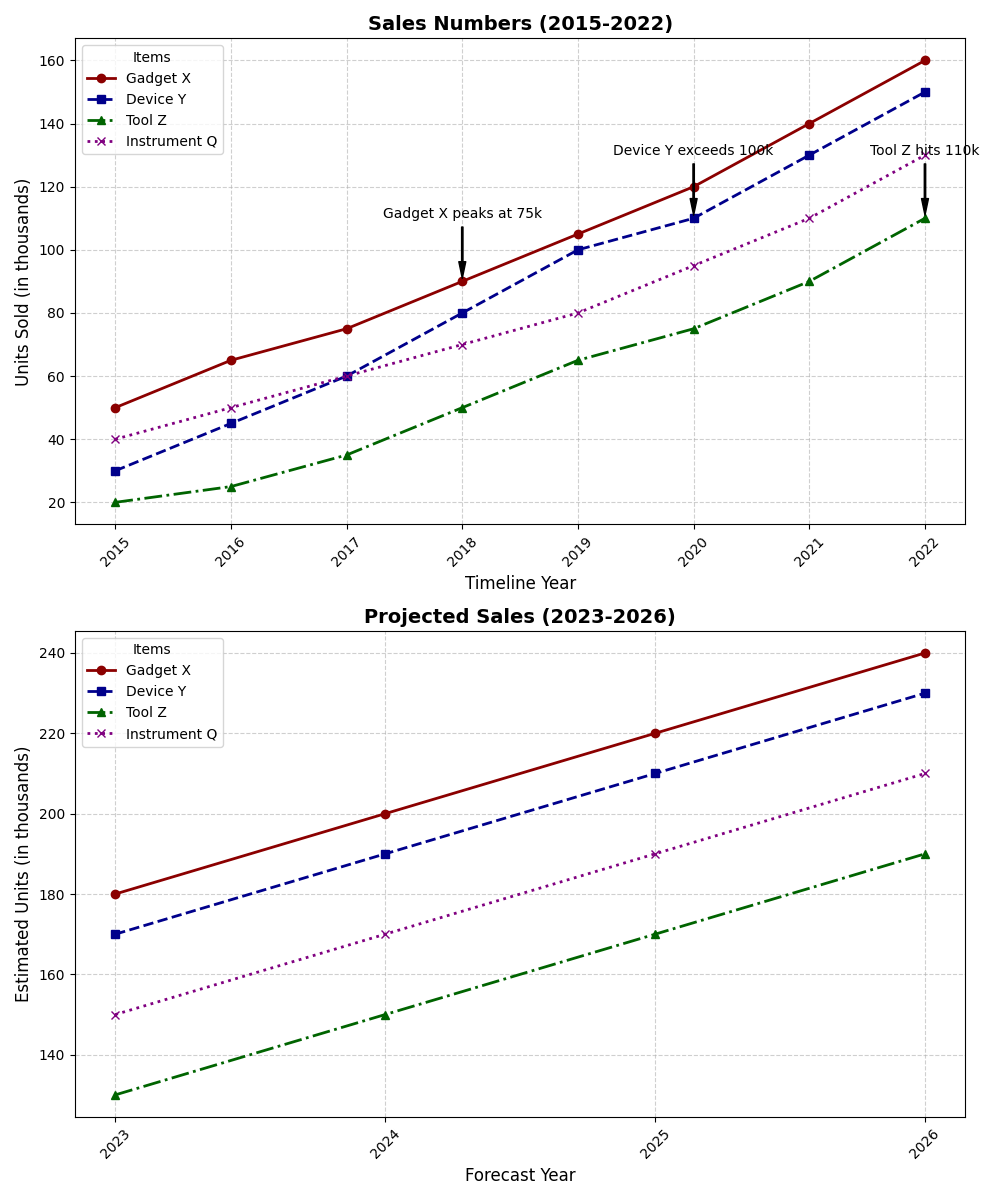 Sales Numbers (2015-2022)
Items
Gadget X
Device Y
Tool Z
Instrument Q
Gadget X peaks at 75k
Device Y exceeds 100k
Tool Z hits 110k
Units Sold (in thousands)
160
140
120
100
80
60
40
20
2015
2016
2017
2018
2019
2020
2021
2022
Timeline Year
Projected Sales (2023-2026)
Items
Gadget X
Device Y
Tool Z
Instrument Q
Estimated Units (in thousands)
240
220
200
180
160
140
2023
2024
2025
2026
Forecast Year